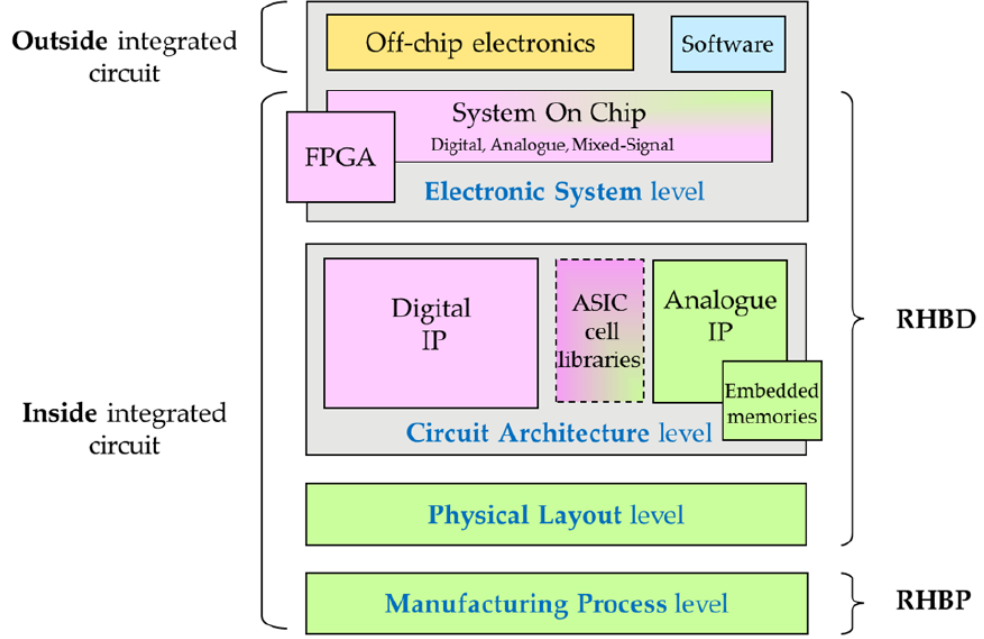 Outside integrated
circuit
Off-chip electronics
Software
System On Chip
Digital, Analogue, Mixed-Signal
FPGA
Electronic System level
Digital
IP
ASIC
cell
libraries
Analogue
IP
Embedded
memories
Circuit Architecture level
Inside integrated
circuit
RHBD
Physical Layout level
Manufacturing Process level
RHBP